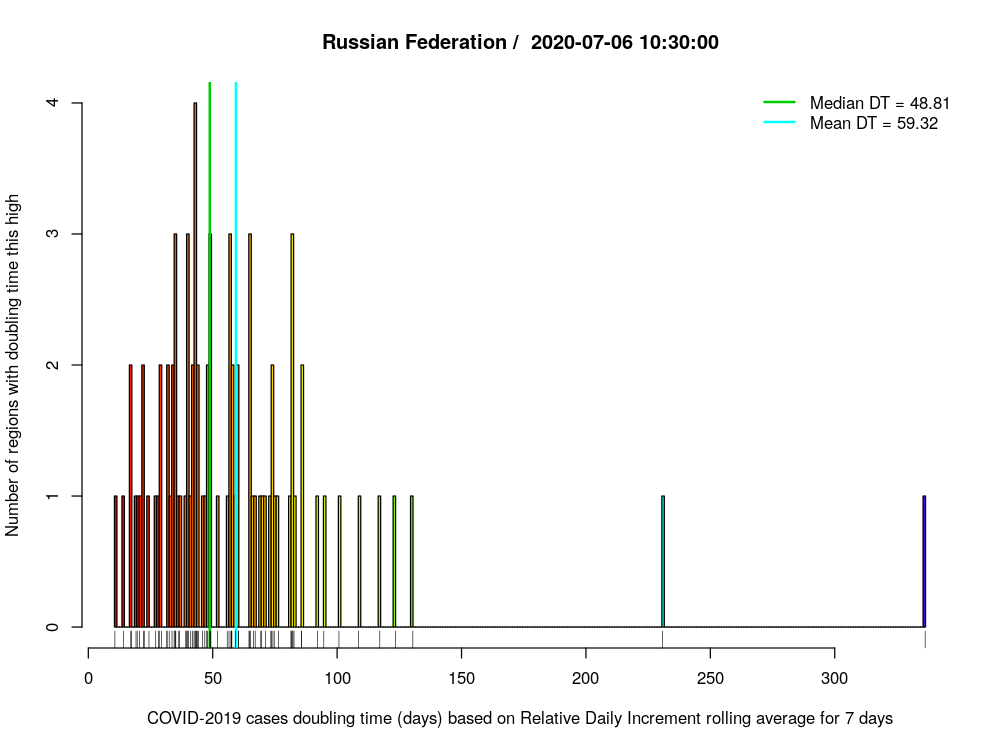 Russian Federation /  2020-07-06 10:30:00
Median DT = 48.81
Mean DT = 59.32
Number of regions with doubling time this high
4
3
2
1
0
0 50 100 150 200 250 300
COVID-2019 cases doubling time (days) based on Relative Daily Increment rolling average for 7 days